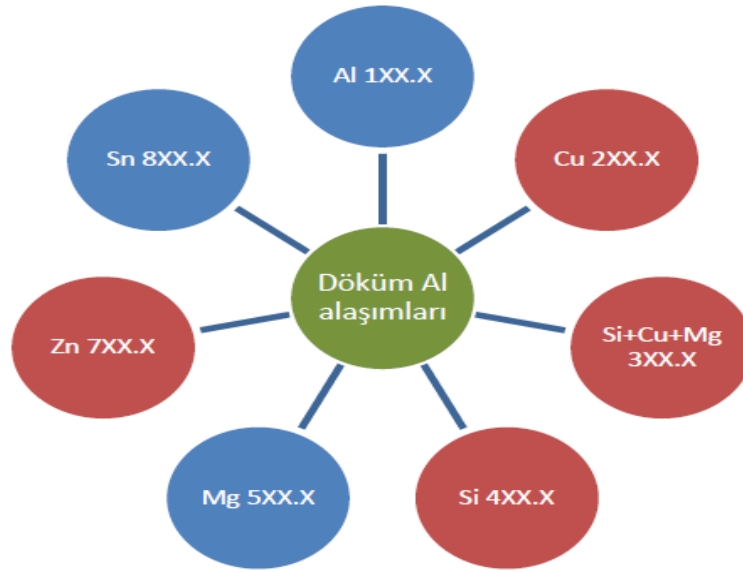 Al 1XX.X
Sn 8XX.X
Cu 2XX.X
Döküm Al
alaşımları
Zn 7XX.X
Si+Cu+Mg
3XX.X
Mg 5XX.X
Si 4XX.X